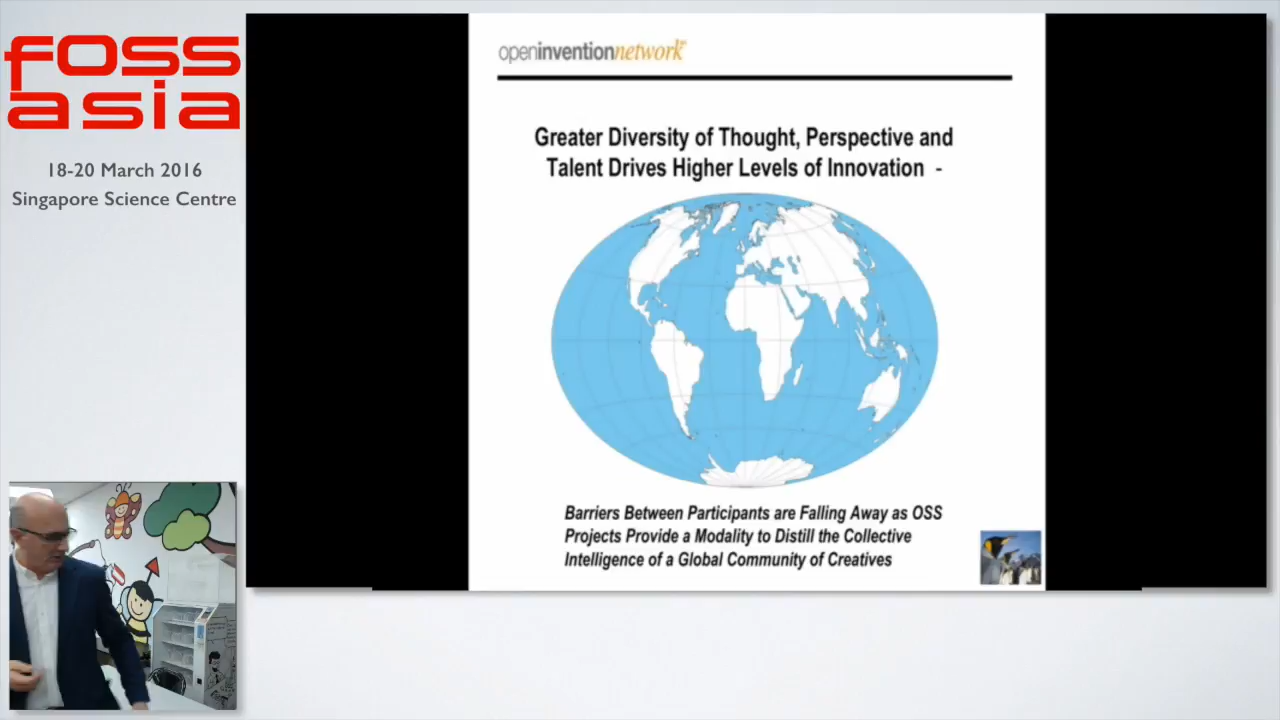 foss
asia
18-20 March 2016
Singapore Science Centre
openinventionnetwork
Greater Diversity of Thought, Perspective and
Talent Drives Higher Levels of Innovation -
Barriers Between Participants are Falling Away as OSS
Projects Provide a Modality to Distill the Collective
Intelligence of a Global Community of Creatives